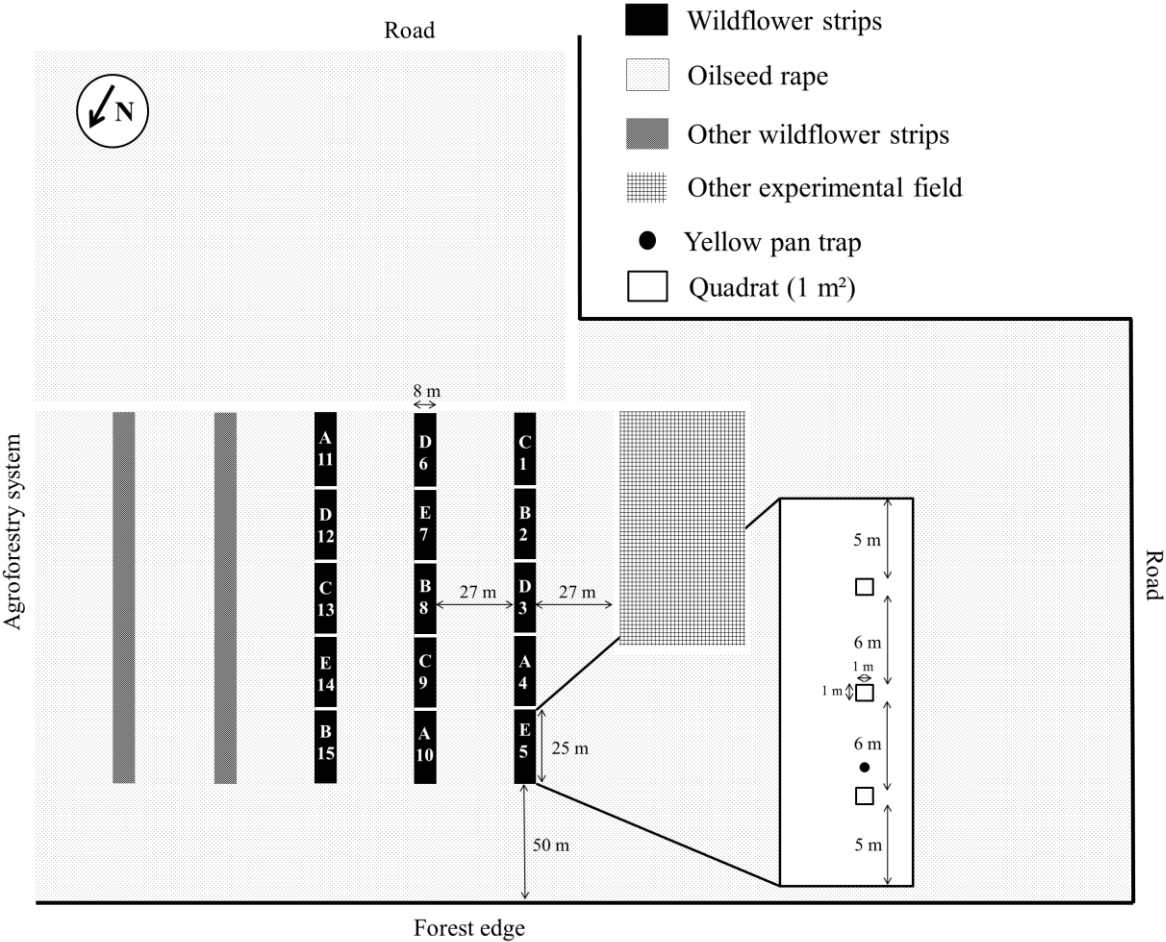 Road
N
Wildflower strips
Oilseed rape
Other wildflower strips
Other experimental field
Yellow pan trap
Quadrat (1 m²)
8 m
Agroforestry system
A
11
D
12
C
13
E
14
B
15
D
6
E
7
B
8
C
9
A
10
C
1
B
2
D
3
A
4
E
5
27 m
27 m
25 m
50 m
5 m
6 m
1 m
1 m
6 m
5 m
Road
Forest edge